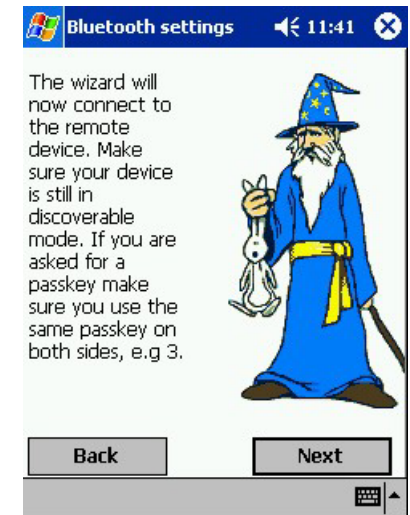 Bluetooth settings 11:41
The wizard will
now connect to
the remote
device. Make
sure your device
is still in
discoverable
mode. If you are
asked for a
passkey make
sure you use the
same passkey on
both sides, e.g 3.
Back Next